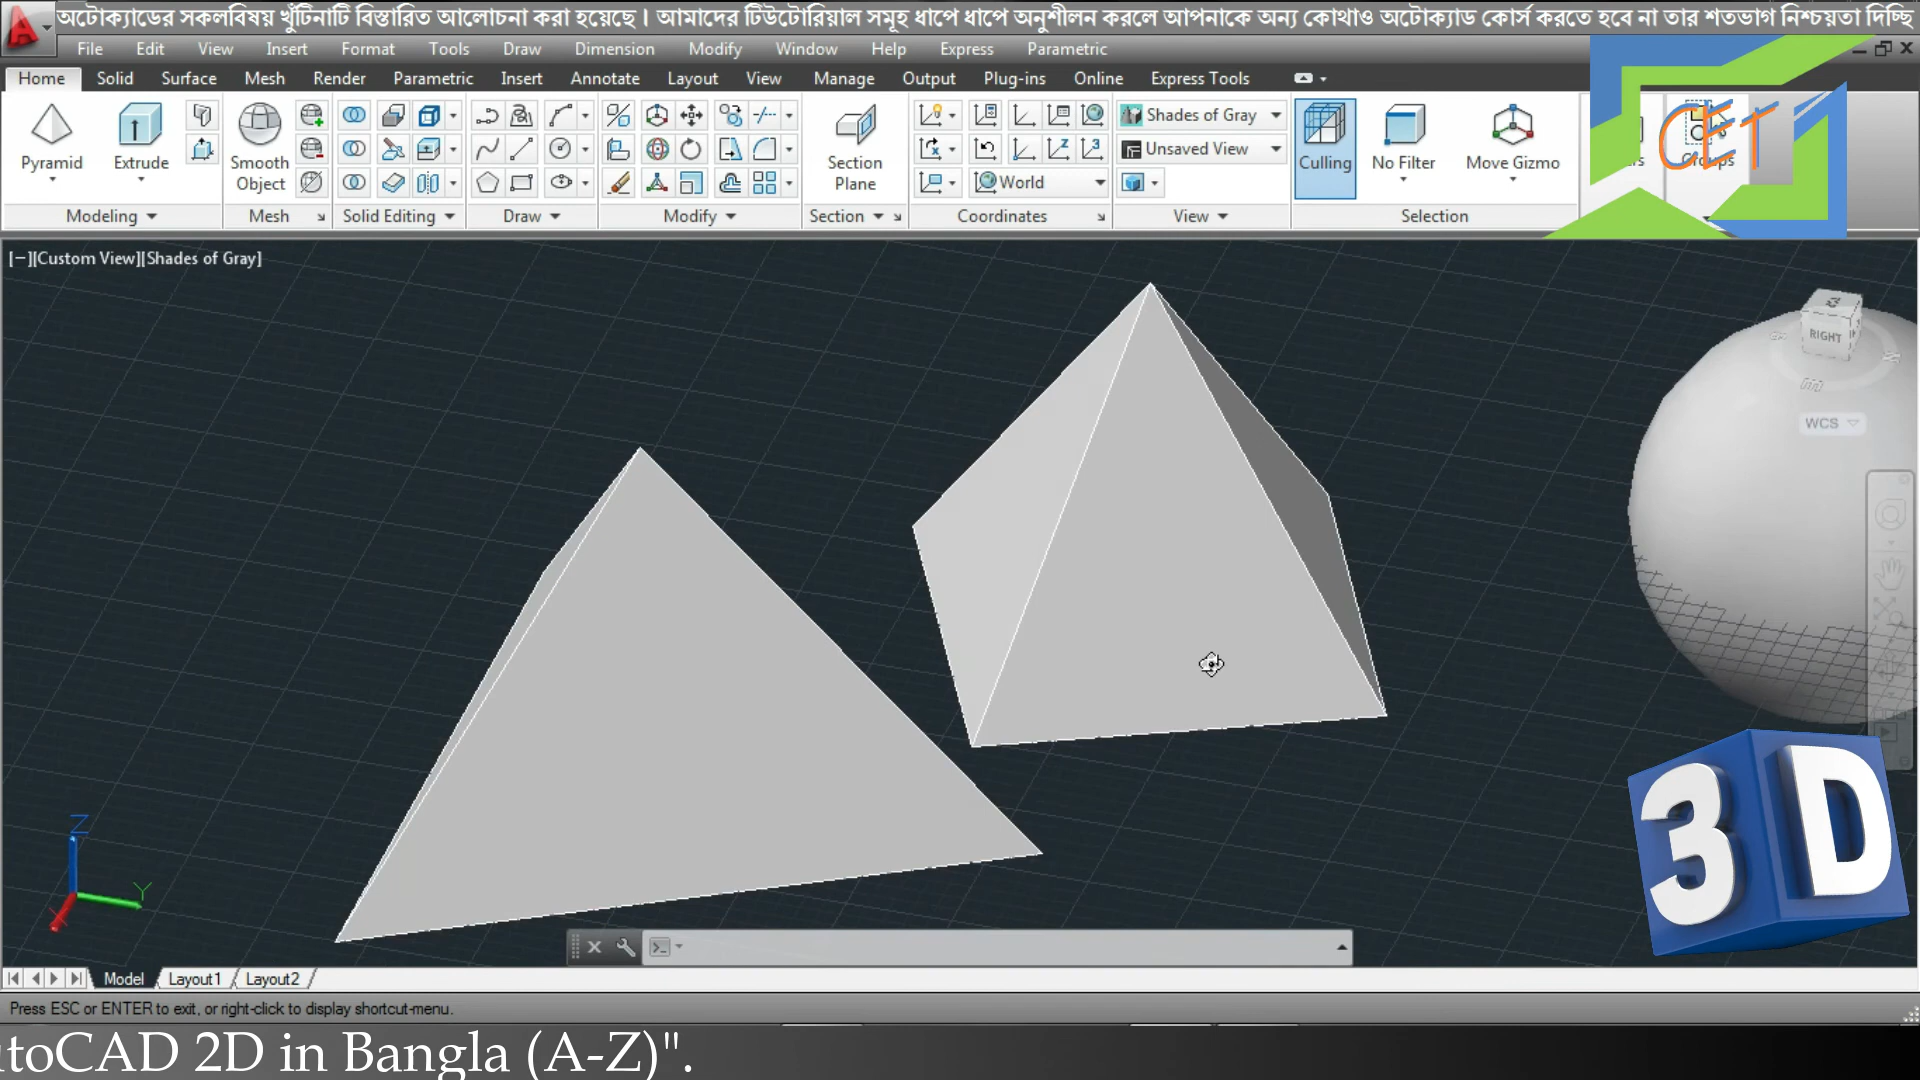 অটোক্যাডের সকলবিষয় খুঁটিনাটি বিস্তারিত আলোচনা করা হয়েছে। আমাদের টিউটোরিয়াল সমূহ ধাপে ধাপে অনুশীলন করলে আপনাকে অন্য কোথাও অটোক্যাড কোর্স করতে হবে না তার শতভাগ নিশ্চয়তা দিচ্ছি
File Edit View Insert Format Tools Draw Dimension Modify Window Help Express Parametric
Home Solid Surface Mesh Render Parametric Insert Annotate Layout View Manage Output Plug-ins Online Express Tools
Shades of Gray
Unsaved View
World
Pyramid Extrude Smooth Object Section Plane Culling No Filter Move Gizmo Groups
CET
Modeling Mesh Solid Editing Draw Modify Section Coordinates View Selection
[−][Custom View][Shades of Gray]
RIGHT
WCS
3D
Z
Y
X
Model Layout1 Layout2
Press ESC or ENTER to exit, or right-click to display shortcut-menu.
utoCAD 2D in Bangla (A-Z)".